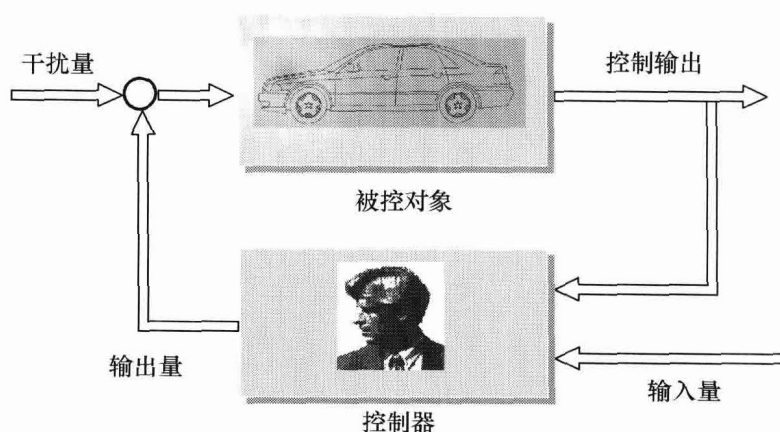 干扰量
控制输出
被控对象
输出量
输入量
控制器